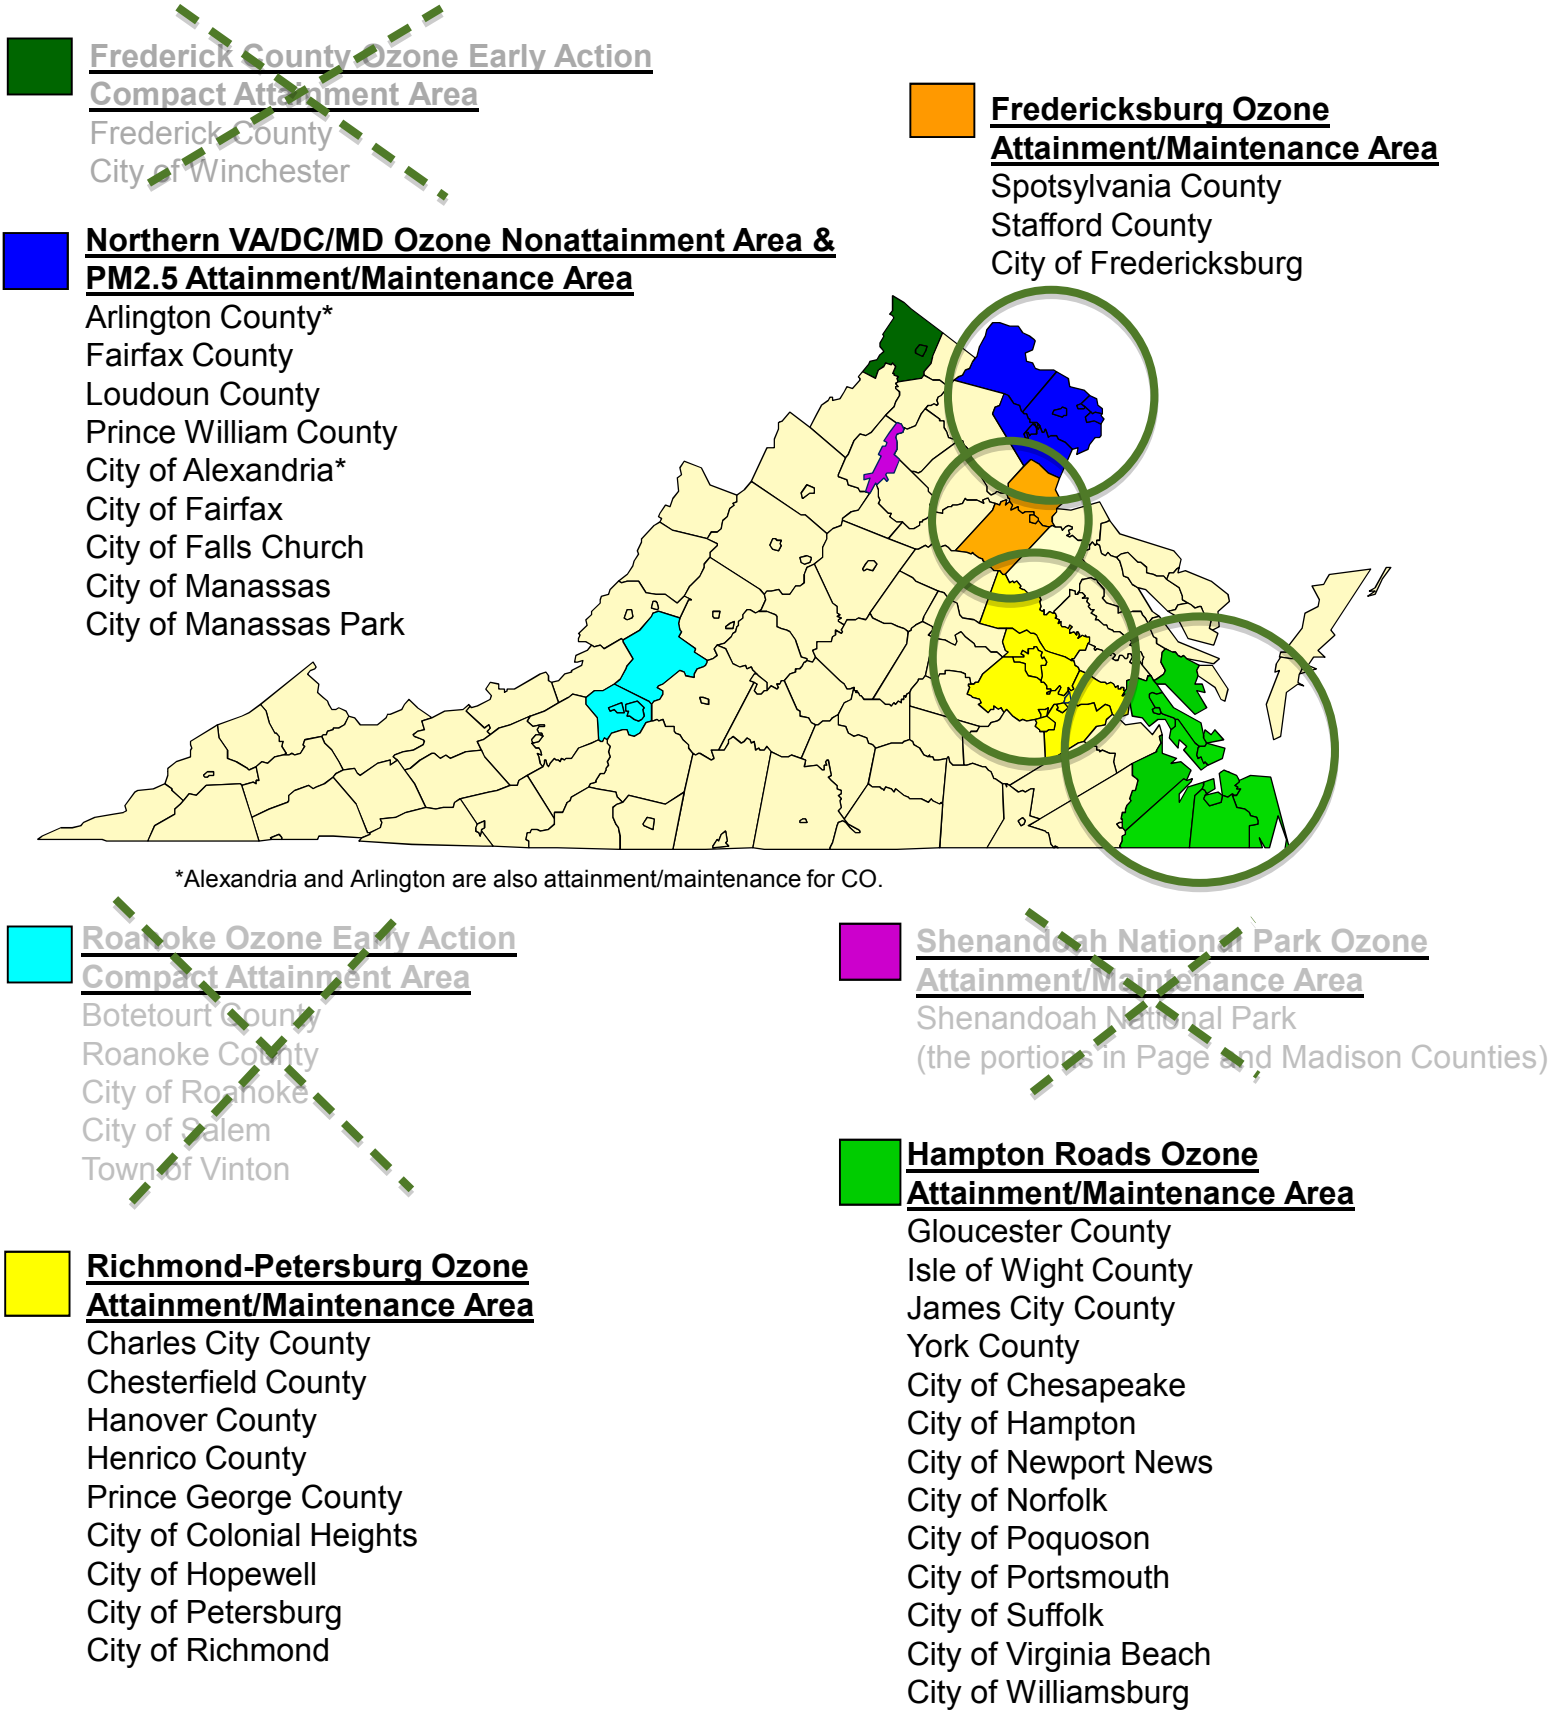 Frederick County Ozone Early Action
Compact Attainment Area
Frederick County
City of Winchester
Fredericksburg Ozone
Attainment/Maintenance Area
Spotsylvania County
Stafford County
City of Fredericksburg
Northern VA/DC/MD Ozone Nonattainment Area &
PM2.5 Attainment/Maintenance Area
Arlington County*
Fairfax County
Loudoun County
Prince William County
City of Alexandria*
City of Fairfax
City of Falls Church
City of Manassas
City of Manassas Park
*Alexandria and Arlington are also attainment/maintenance for CO.
Roanoke Ozone Early Action
Compact Attainment Area
Botetourt County
Roanoke County
City of Roanoke
City of Salem
Town of Vinton
Shenandoah National Park Ozone
Attainment/Maintenance Area
Shenandoah National Park
(the portions in Page and Madison Counties)
Richmond-Petersburg Ozone
Attainment/Maintenance Area
Charles City County
Chesterfield County
Hanover County
Henrico County
Prince George County
City of Colonial Heights
City of Hopewell
City of Petersburg
City of Richmond
Hampton Roads Ozone
Attainment/Maintenance Area
Gloucester County
Isle of Wight County
James City County
York County
City of Chesapeake
City of Hampton
City of Newport News
City of Norfolk
City of Poquoson
City of Portsmouth
City of Suffolk
City of Virginia Beach
City of Williamsburg